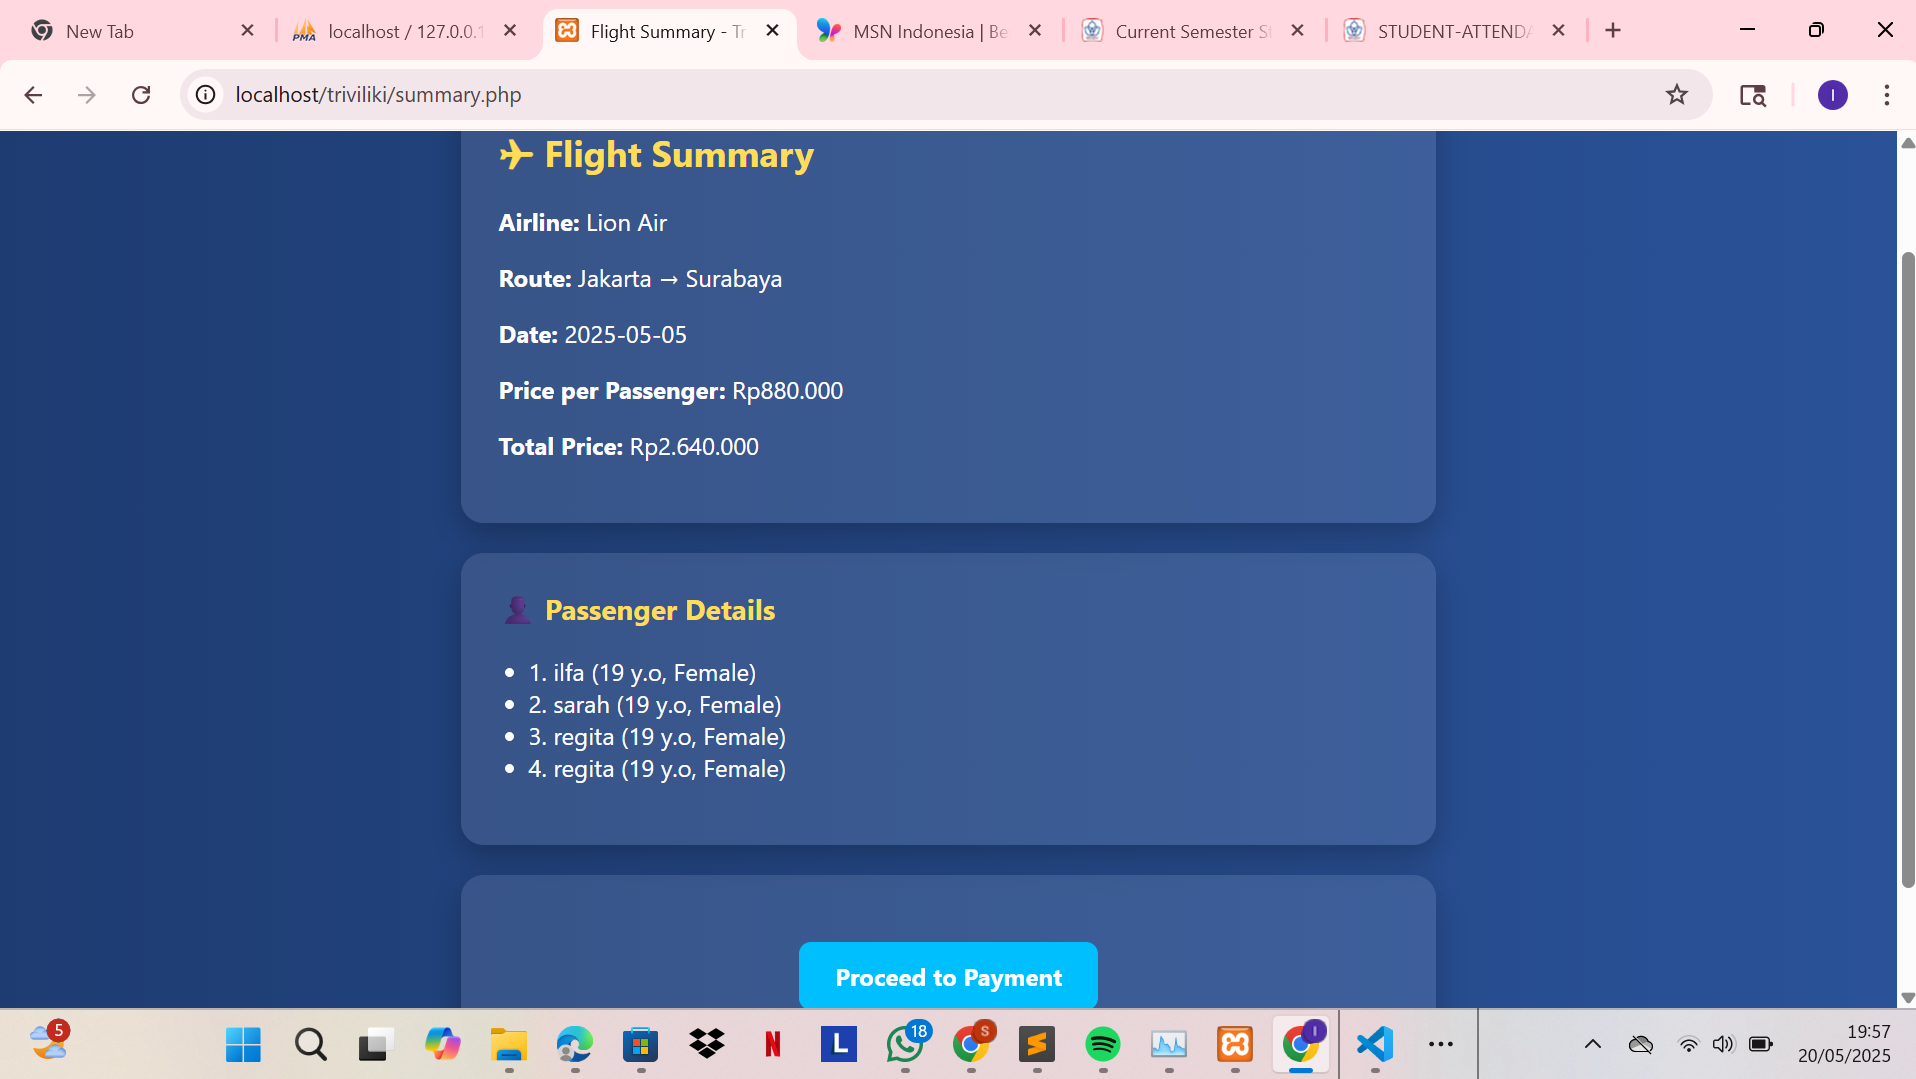 New Tab
localhost / 127.0.0.1
Flight Summary - Tr
MSN Indonesia | Be
Current Semester St
STUDENT-ATTENDA
localhost/triviliki/summary.php
I
Flight Summary
Airline: Lion Air
Route: Jakarta → Surabaya
Date: 2025-05-05
Price per Passenger: Rp880.000
Total Price: Rp2.640.000
Passenger Details
• 1. ilfa (19 y.o, Female)
• 2. sarah (19 y.o, Female)
• 3. regita (19 y.o, Female)
• 4. regita (19 y.o, Female)
Proceed to Payment
5
N
L
18
S
I
19:57
20/05/2025
PMA